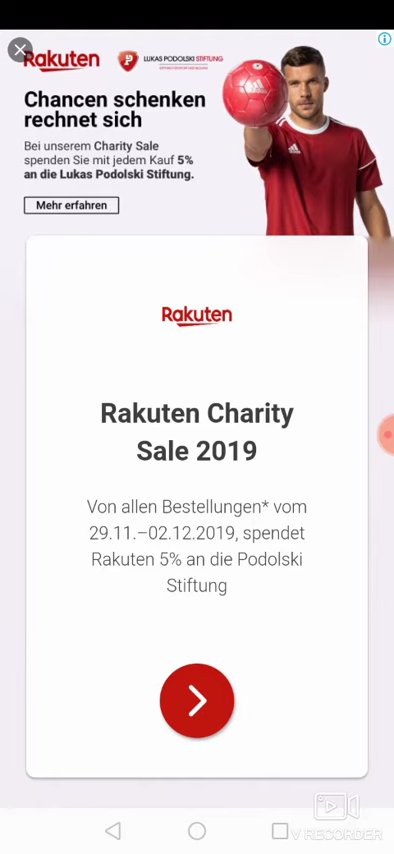 Rakuten
LUKAS PODOLSKI STIFTUNG
Chancen schenken
rechnet sich
Bei unserem Charity Sale
spenden Sie mit jedem Kauf 5%
an die Lukas Podolski Stiftung.
Mehr erfahren
adidas
Rakuten
Rakuten Charity
Sale 2019
Von allen Bestellungen* vom
29.11.–02.12.2019, spendet
Rakuten 5% an die Podolski
Stiftung
V RECORDER